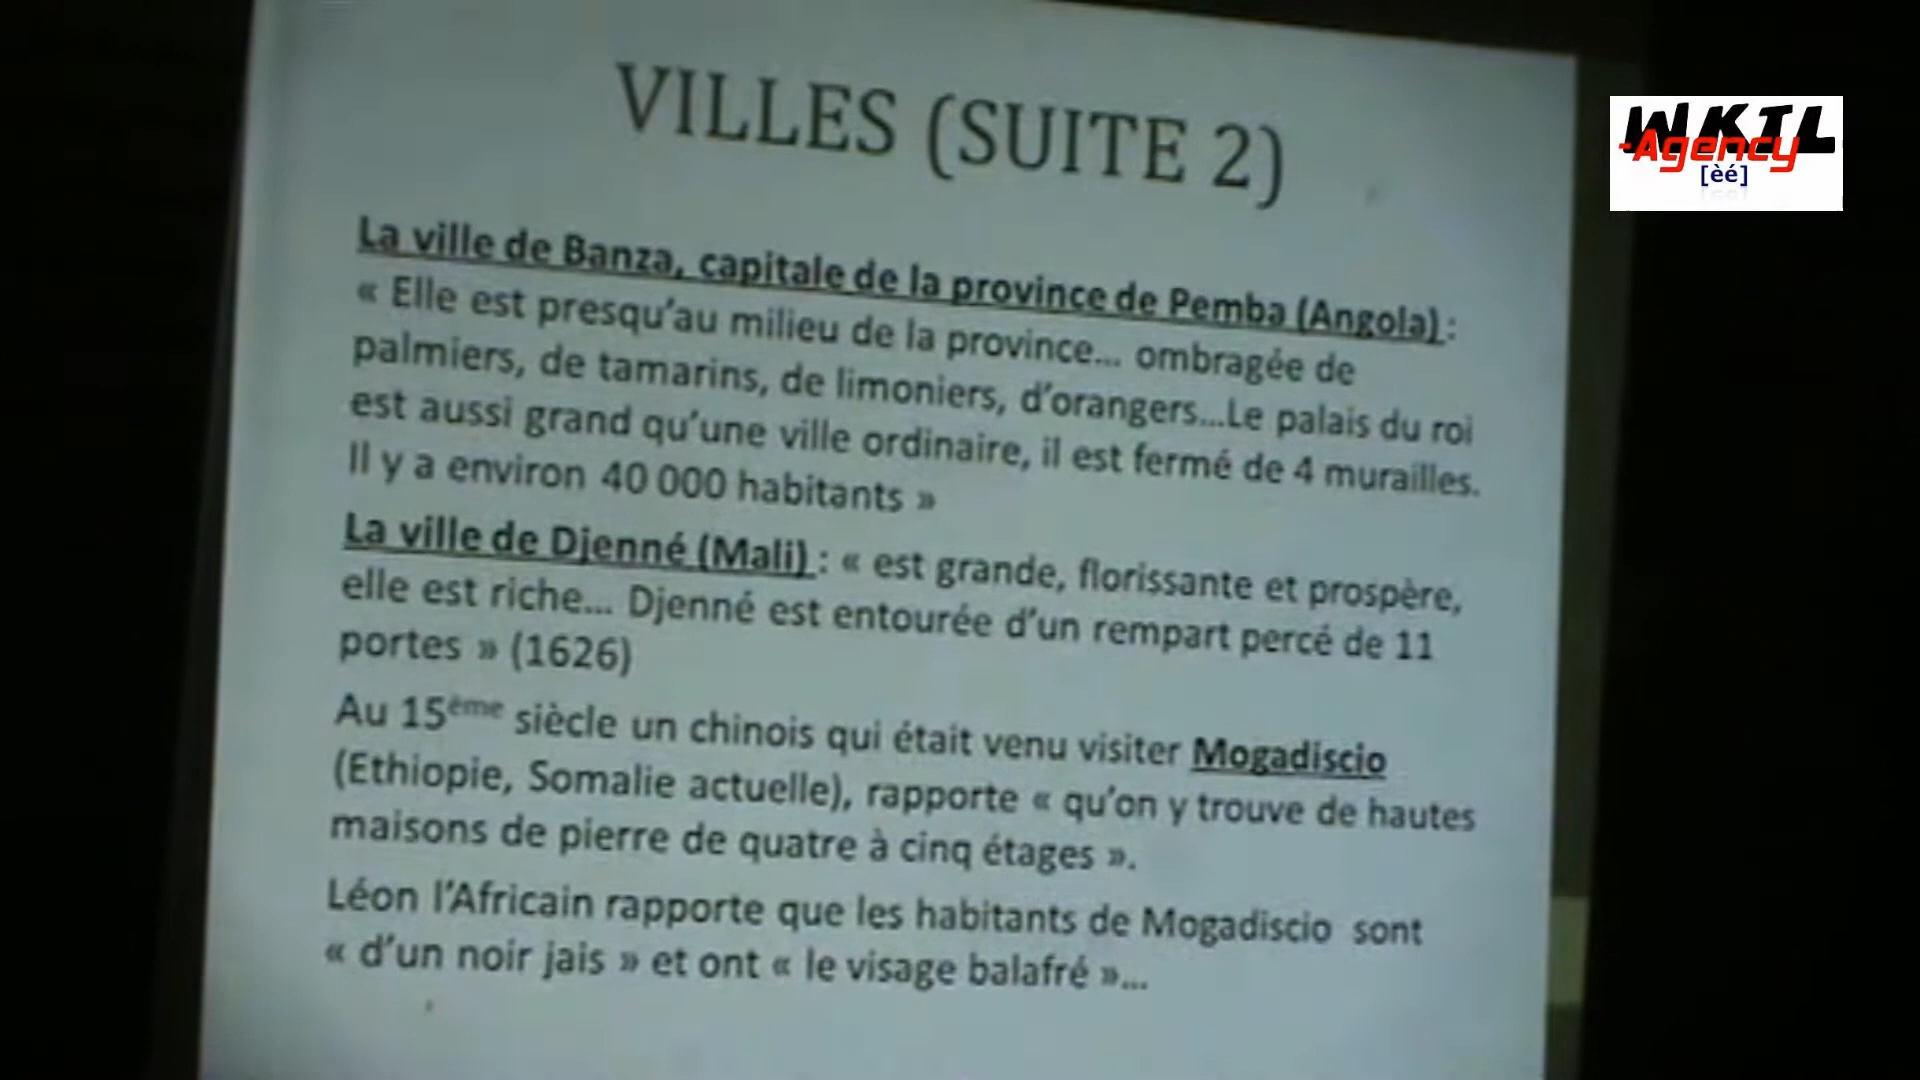 VILLES (SUITE 2)
WKTL
-Agency
[èé]
La ville de Banza, capitale de la province de Pemba (Angola) :
« Elle est presqu'au milieu de la province... ombragée de
palmiers, de tamarins, de limoniers, d'orangers...Le palais du roi
est aussi grand qu'une ville ordinaire, il est fermé de 4 murailles.
Il y a environ 40 000 habitants »
La ville de Djenné (Mali) : « est grande, florissante et prospère,
elle est riche... Djenné est entourée d'un rempart percé de 11
portes » (1626)
Au 15ème siècle un chinois qui était venu visiter Mogadiscio
(Ethiopie, Somalie actuelle), rapporte « qu'on y trouve de hautes
maisons de pierre de quatre à cinq étages ».
Léon l'Africain rapporte que les habitants de Mogadiscio sont
« d'un noir jais » et ont « le visage balafré »...